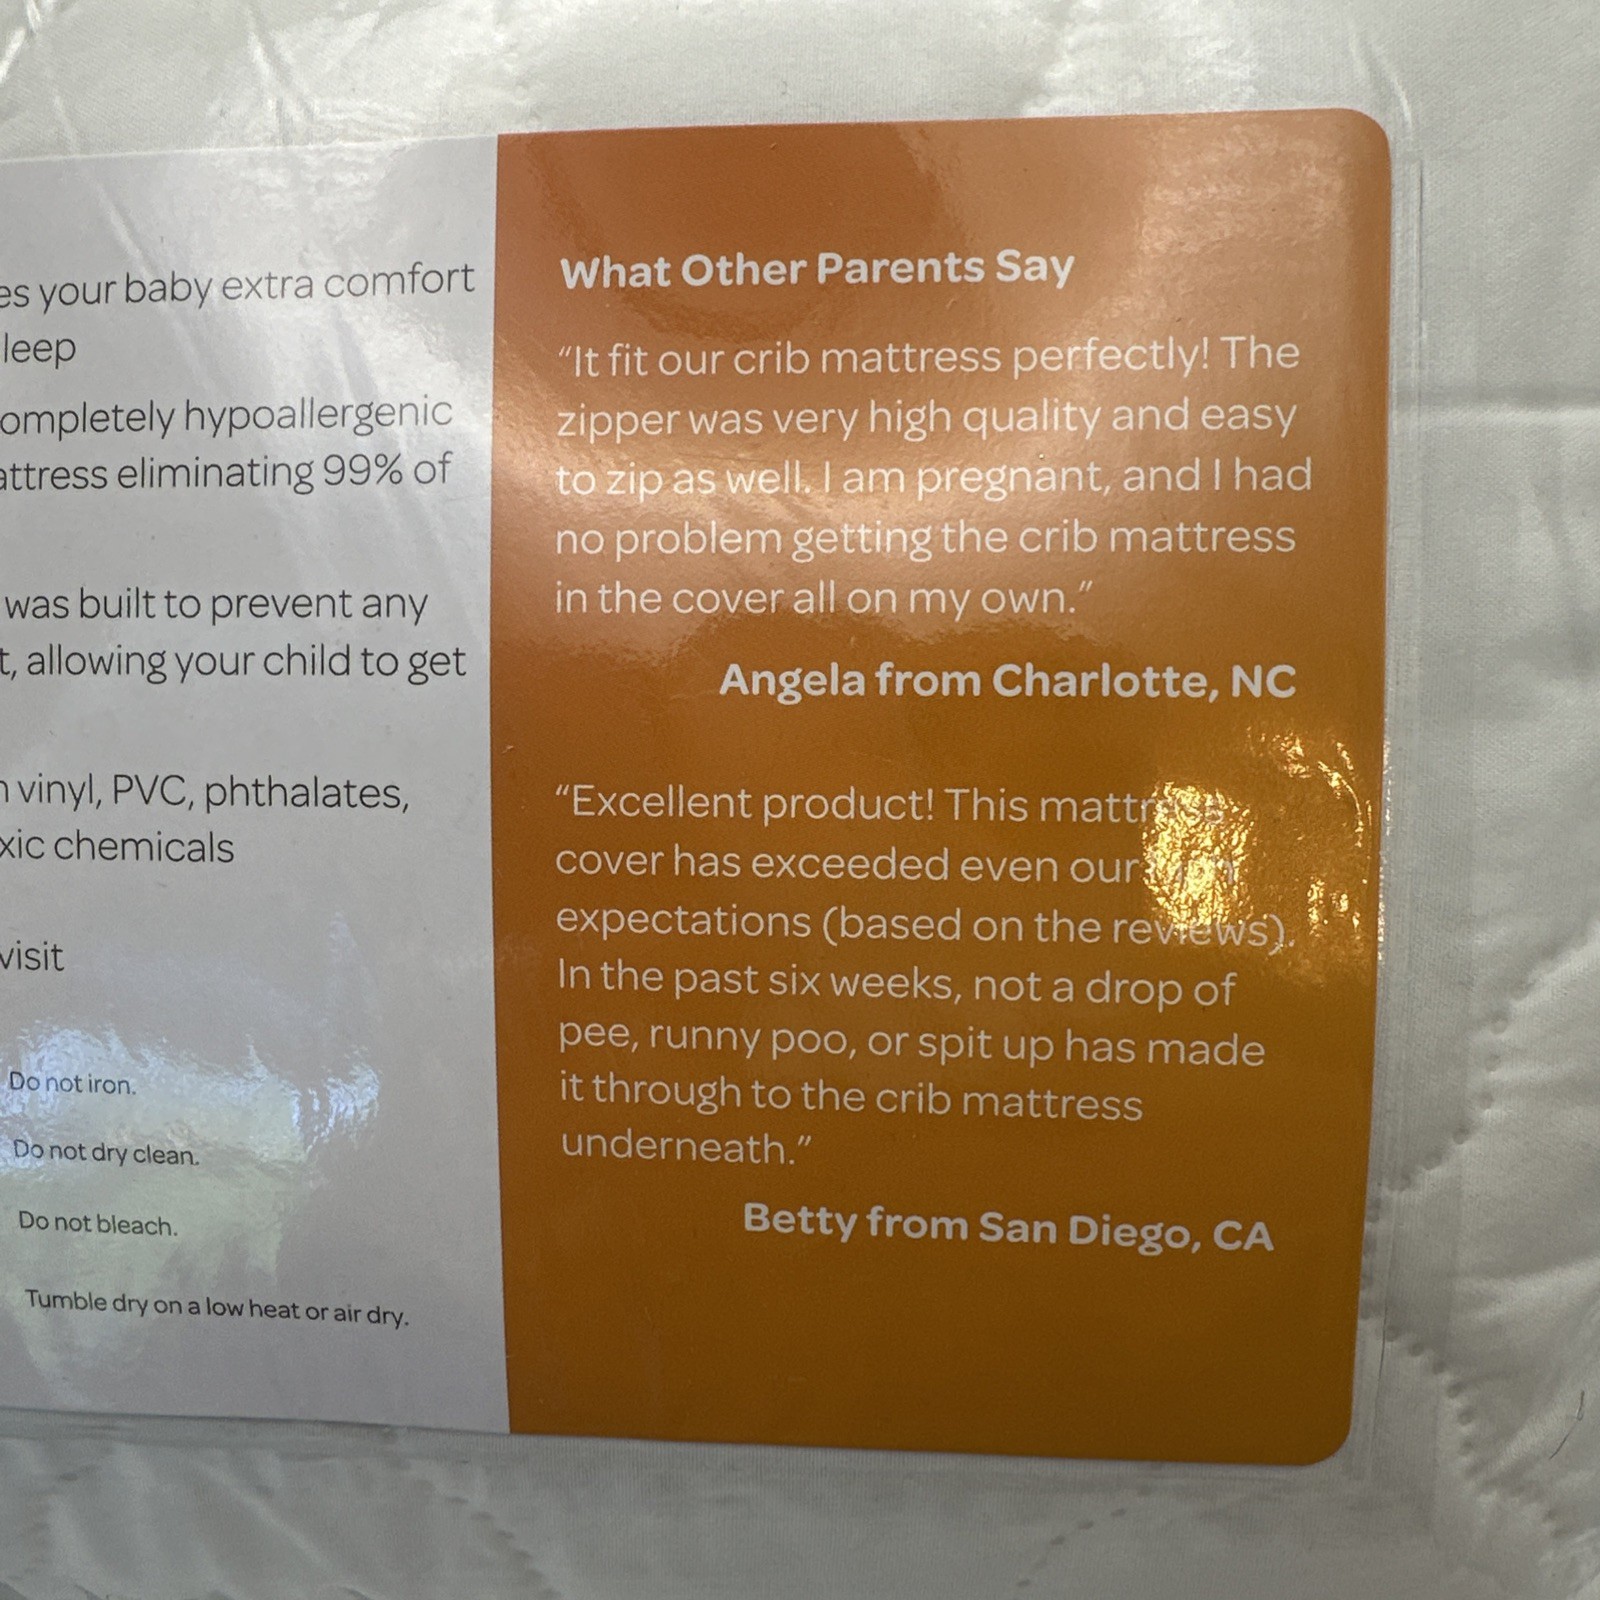 es your baby extra comfort
leep
ompletely hypoallergenic
attress eliminating 99% of
was built to prevent any
t, allowing your child to get
n vinyl, PVC, phthalates,
xic chemicals
visit
Do not iron.
Do not dry clean.
Do not bleach.
Tumble dry on a low heat or air dry.
What Other Parents Say
“It fit our crib mattress perfectly! The
zipper was very high quality and easy
to zip as well. I am pregnant, and I had
no problem getting the crib mattress
in the cover all on my own.”
Angela from Charlotte, NC
“Excellent product! This mattress
cover has exceeded even our
expectations (based on the reviews).
In the past six weeks, not a drop of
pee, runny poo, or spit up has made
it through to the crib mattress
underneath.”
Betty from San Diego, CA